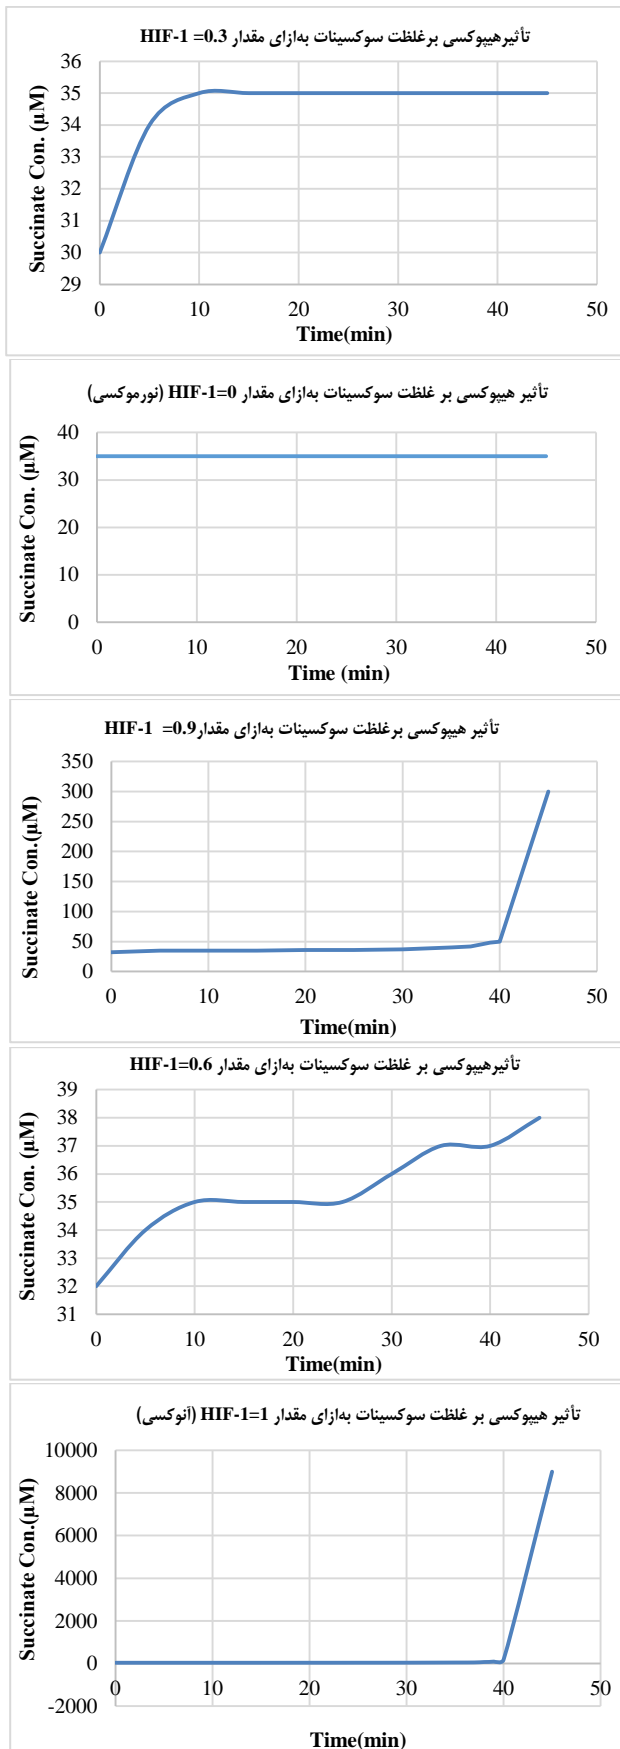 تأثیرهیپوکسی برغلظت سوکسینات به‌ازای مقدار HIF-1 =0.3
Succinate Con. (µM)
36
35
34
33
32
31
30
29
0 10 20 30 40 50
Time(min)
تأثیر هیپوکسی بر غلظت سوکسینات به‌ازای مقدار HIF-1=0 (نورموکسی)
Succinate Con. (µM)
40
30
20
10
0
0 10 20 30 40 50
Time (min)
تأثیر هیپوکسی برغلظت سوکسینات به‌ازای مقدار HIF-1 =0.9
Succinate Con.(µM)
350
300
250
200
150
100
50
0
0 10 20 30 40 50
Time(min)
تأثیرهیپوکسی بر غلظت سوکسینات به‌ازای مقدار HIF-1=0.6
Succinate Con. (µM)
39
38
37
36
35
34
33
32
31
0 10 20 30 40 50
Time(min)
تأثیر هیپوکسی بر غلظت سوکسینات به‌ازای مقدار HIF-1=1 (آنوکسی)
Succinate Con.(µM)
10000
8000
6000
4000
2000
0
-2000
0 10 20 30 40 50
Time(min)